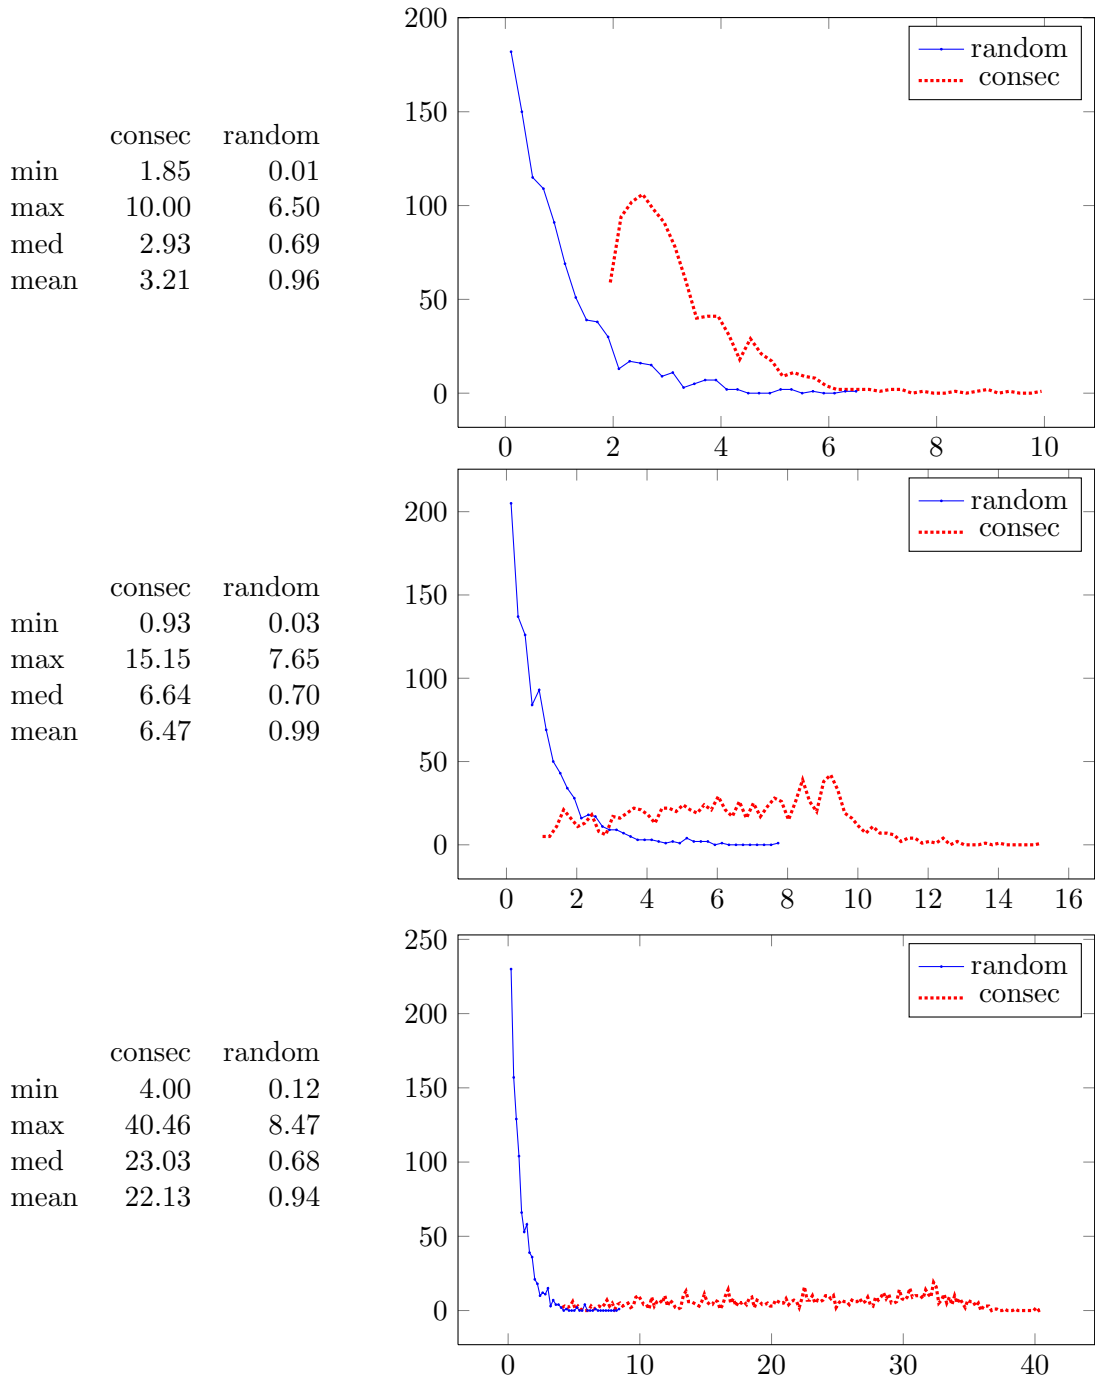 consec random
min 1.85 0.01
max 10.00 6.50
med 2.93 0.69
mean 3.21 0.96
200
150
100
50
0
0 2 4 6 8 10
random
consec
consec random
min 0.93 0.03
max 15.15 7.65
med 6.64 0.70
mean 6.47 0.99
200
150
100
50
0
0 2 4 6 8 10 12 14 16
random
consec
consec random
min 4.00 0.12
max 40.46 8.47
med 23.03 0.68
mean 22.13 0.94
250
200
150
100
50
0
0 10 20 30 40
random
consec